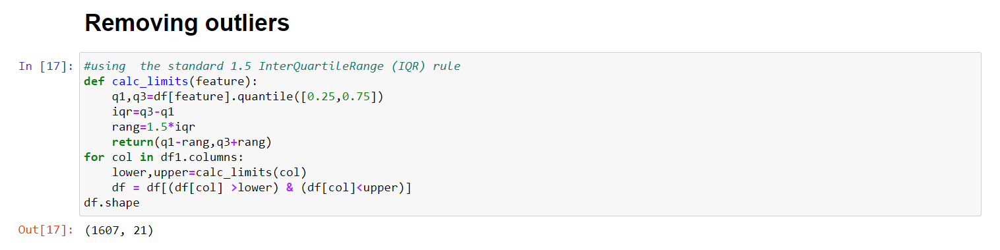 Removing outliers
In [17]:
#using  the standard 1.5 InterQuartileRange (IQR) rule
def calc_limits(feature):
    q1,q3=df[feature].quantile([0.25,0.75])
    iqr=q3-q1
    rang=1.5*iqr
    return(q1-rang,q3+rang)
for col in df1.columns:
    lower,upper=calc_limits(col)
    df = df[(df[col] >lower) & (df[col]<upper)]
df.shape
Out[17]: (1607, 21)